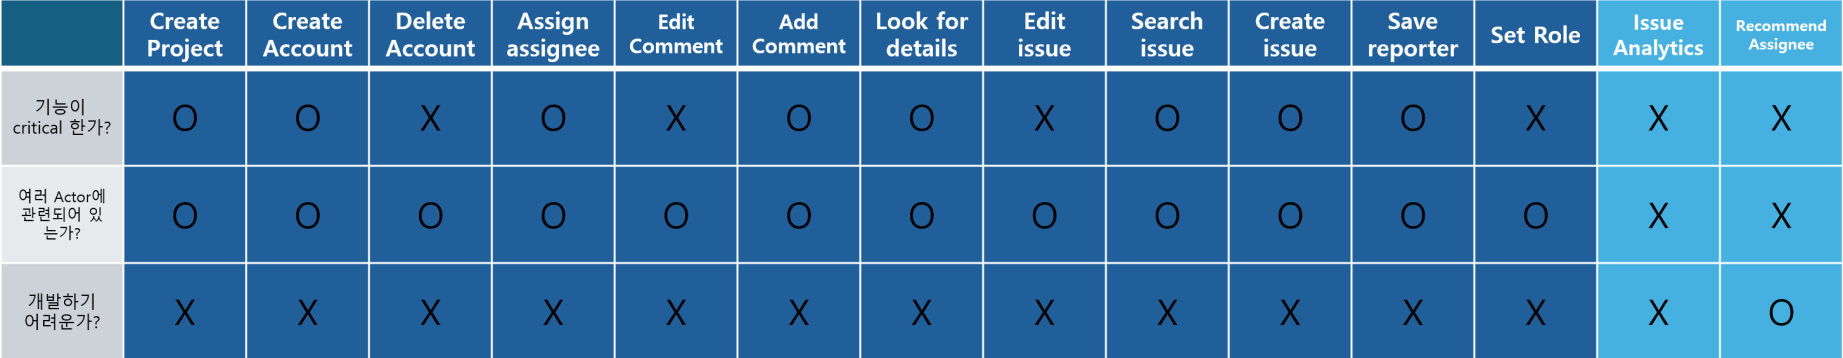 Create Project
Create Account
Delete Account
Assign assignee
Edit Comment
Add Comment
Look for details
Edit issue
Search issue
Create issue
Save reporter
Set Role
Issue Analytics
Recommend Assignee
기능이
critical 한가?
O O X O X O O X O O O X X X
여러 Actor에
관련되어 있
는가?
O O O O O O O O O O O O X X
개발하기
어려운가?
X X X X X X X X X X X X X O